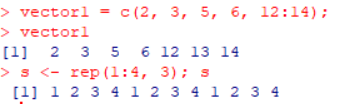 > vector1 = c(2, 3, 5, 6, 12:14);
> vector1
[1] 2 3 5 6 12 13 14
> s <- rep(1:4, 3); s
[1] 1 2 3 4 1 2 3 4 1 2 3 4